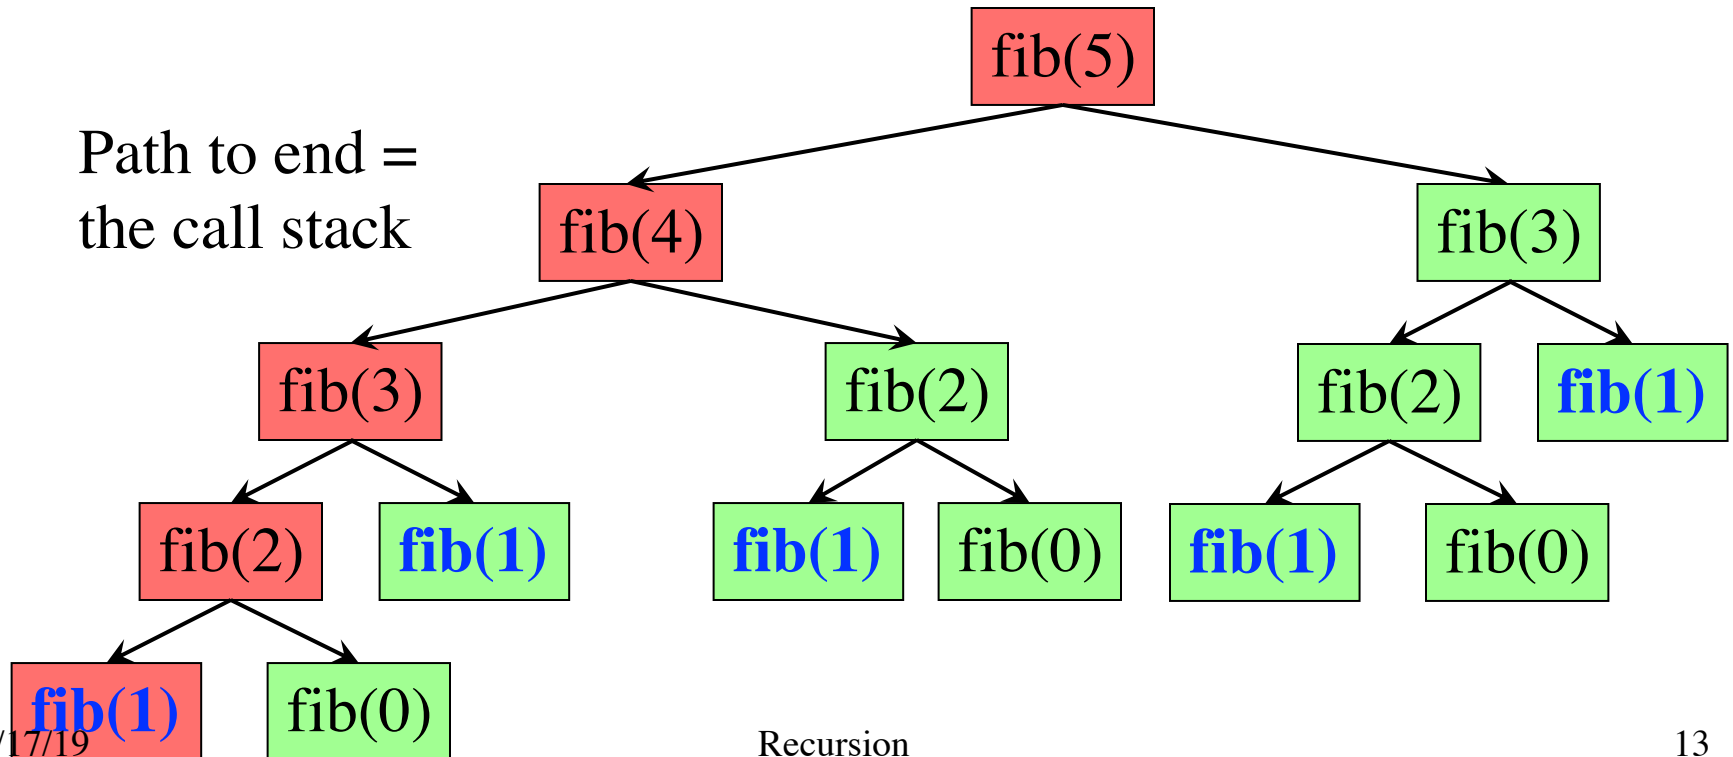 fib(5)
Path to end =
the call stack
fib(4)
fib(3)
fib(3)
fib(2)
fib(2)
fib(1)
fib(2)
fib(1)
fib(1)
fib(0)
fib(1)
fib(0)
fib(1)
fib(0)
/17/19
Recursion
13